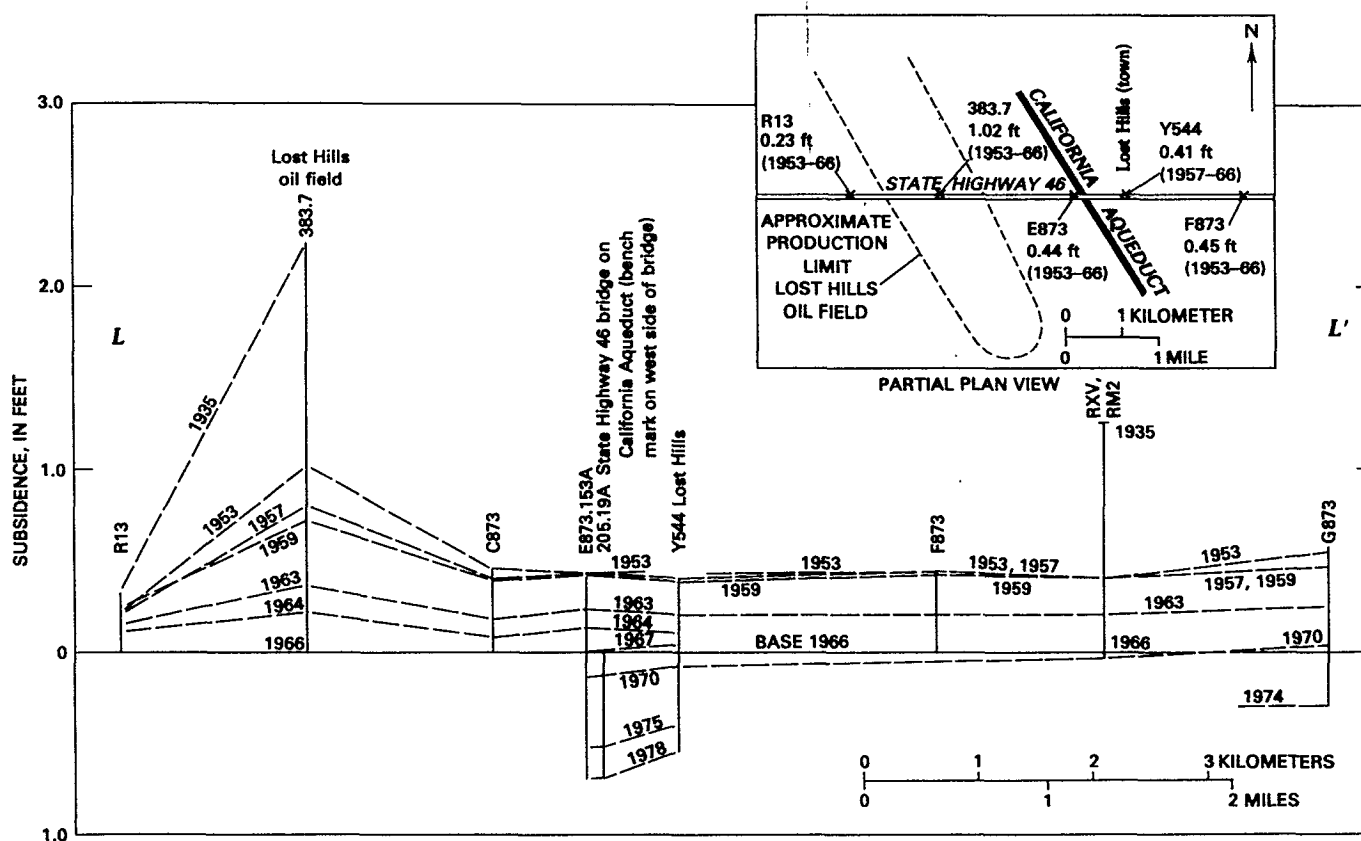 3.0
2.0
1.0
0
1.0
SUBSIDENCE, IN FEET
L
L'
R13
1935
Lost Hills
oil field
383.7
1953
1957
1959
1963
1964
1966
C873
E873.153A
205.19A State Highway 46 bridge on
California Aqueduct (bench
mark on west side of bridge)
Y544 Lost Hills
1953
1963
1964
1967
1970
1975
1978
1953
1959
BASE 1966
F873
1953, 1957
1959
RXV,
RM2
1935
1966
1953
1957, 1959
1963
1970
1974
G873
0 1 2 3 KILOMETERS
0 1 2 MILES
N
R13
0.23 ft
(1953–66)
383.7
1.02 ft
(1953–66)
CALIFORNIA
AQUEDUCT
Lost Hills (town)
Y544
0.41 ft
(1957–66)
STATE HIGHWAY 46
E873
0.44 ft
(1953–66)
F873
0.45 ft
(1953–66)
APPROXIMATE
PRODUCTION
LIMIT
LOST HILLS
OIL FIELD
0 1 KILOMETER
0 1 MILE
PARTIAL PLAN VIEW